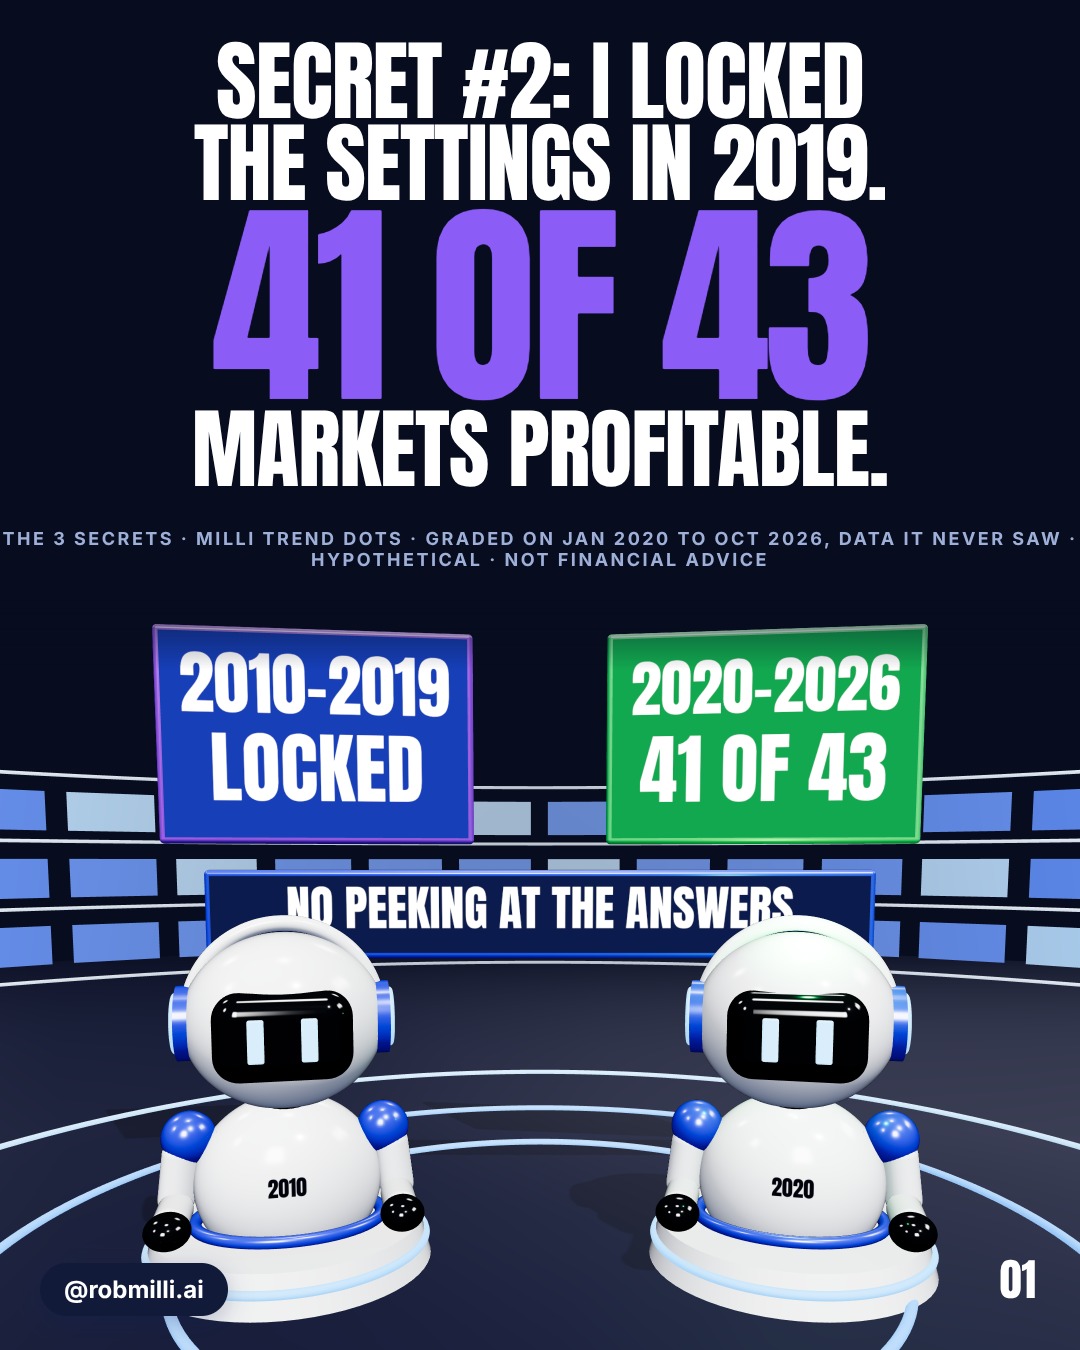 SECRET #2: I LOCKED
THE SETTINGS IN 2019.
41 OF 43
MARKETS PROFITABLE.
THE 3 SECRETS · MILLI TREND DOTS · GRADED ON JAN 2020 TO OCT 2026, DATA IT NEVER SAW ·
HYPOTHETICAL · NOT FINANCIAL ADVICE
2010-2019
LOCKED
2020-2026
41 OF 43
NO PEEKING AT THE ANSWERS
2010
2020
@robmilli.ai
01